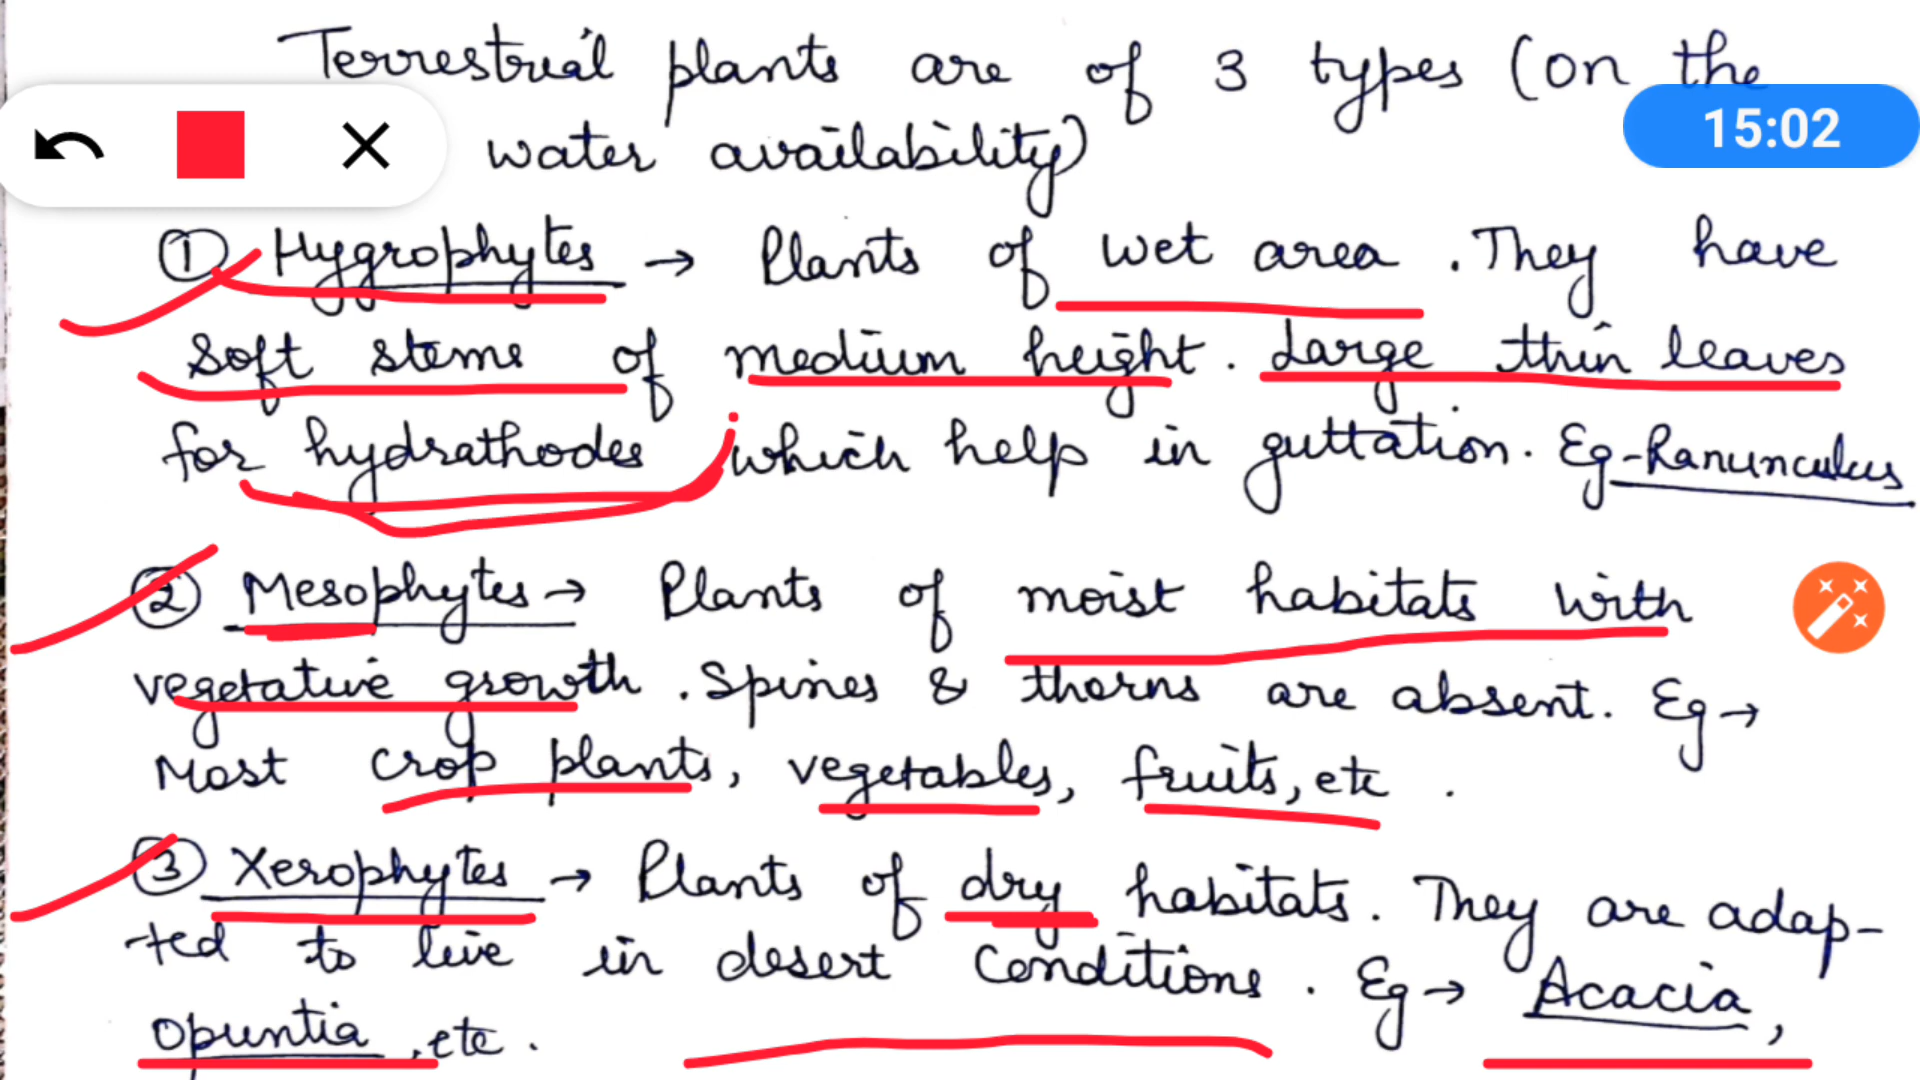 Terrestrial plants are of 3 types (on the
15:02
water availability)
① Hygrophytes → Plants of wet area. They have
soft stems of medium height. Large thin leaves
for hydrathodes which help in guttation. Eg-Ranunculus
② Mesophytes → Plants of moist habitats with
vegetative growth. Spines & thorns are absent. Eg →
Most crop plants, vegetables, fruits, etc.
③ Xerophytes → Plants of dry habitats. They are adap-
ted to live in desert conditions. Eg → Acacia,
Opuntia, etc.